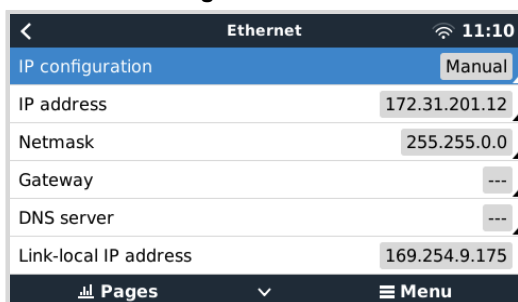 Ethernet 11:10
IP configuration Manual
IP address 172.31.201.12
Netmask 255.255.0.0
Gateway ---
DNS server ---
Link-local IP address 169.254.9.175
Pages Menu